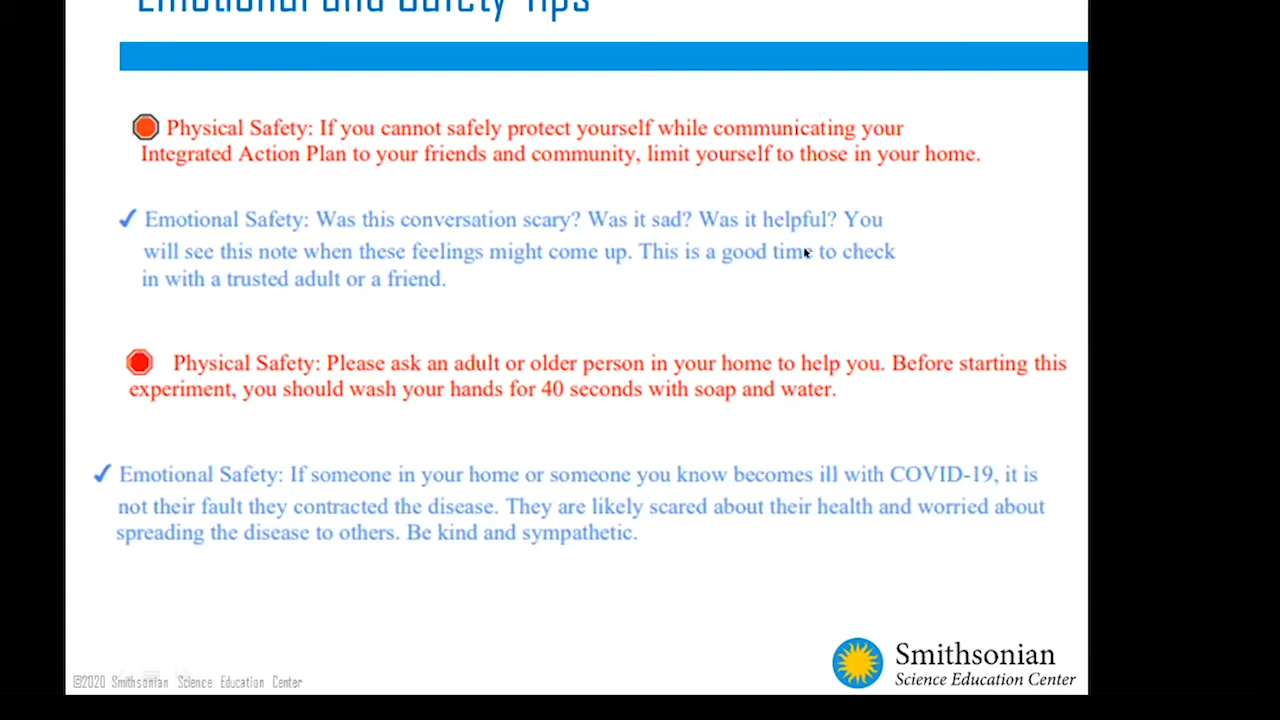 Emotional and Safety Tips
Physical Safety: If you cannot safely protect yourself while communicating your
Integrated Action Plan to your friends and community, limit yourself to those in your home.
Emotional Safety: Was this conversation scary? Was it sad? Was it helpful? You
will see this note when these feelings might come up. This is a good time to check
in with a trusted adult or a friend.
Physical Safety: Please ask an adult or older person in your home to help you. Before starting this
experiment, you should wash your hands for 40 seconds with soap and water.
Emotional Safety: If someone in your home or someone you know becomes ill with COVID-19, it is
not their fault they contracted the disease. They are likely scared about their health and worried about
spreading the disease to others. Be kind and sympathetic.
Smithsonian
Science Education Center
©2020 Smithsonian Science Education Center